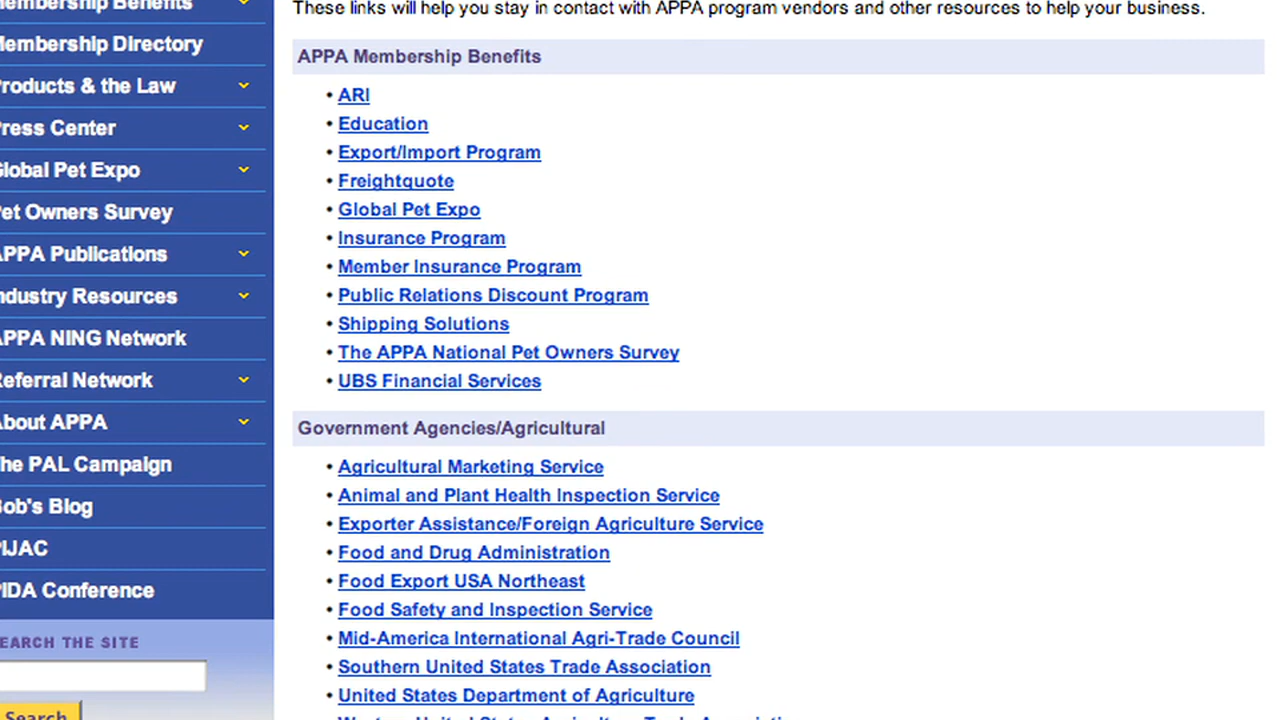 Membership Benefits
Membership Directory
Products & the Law
Press Center
Global Pet Expo
Pet Owners Survey
APPA Publications
Industry Resources
APPA NING Network
Referral Network
About APPA
The PAL Campaign
Bob's Blog
PIJAC
PIDA Conference
SEARCH THE SITE
Search
These links will help you stay in contact with APPA program vendors and other resources to help your business.
APPA Membership Benefits
• ARI
• Education
• Export/Import Program
• Freightquote
• Global Pet Expo
• Insurance Program
• Member Insurance Program
• Public Relations Discount Program
• Shipping Solutions
• The APPA National Pet Owners Survey
• UBS Financial Services
Government Agencies/Agricultural
• Agricultural Marketing Service
• Animal and Plant Health Inspection Service
• Exporter Assistance/Foreign Agriculture Service
• Food and Drug Administration
• Food Export USA Northeast
• Food Safety and Inspection Service
• Mid-America International Agri-Trade Council
• Southern United States Trade Association
• United States Department of Agriculture